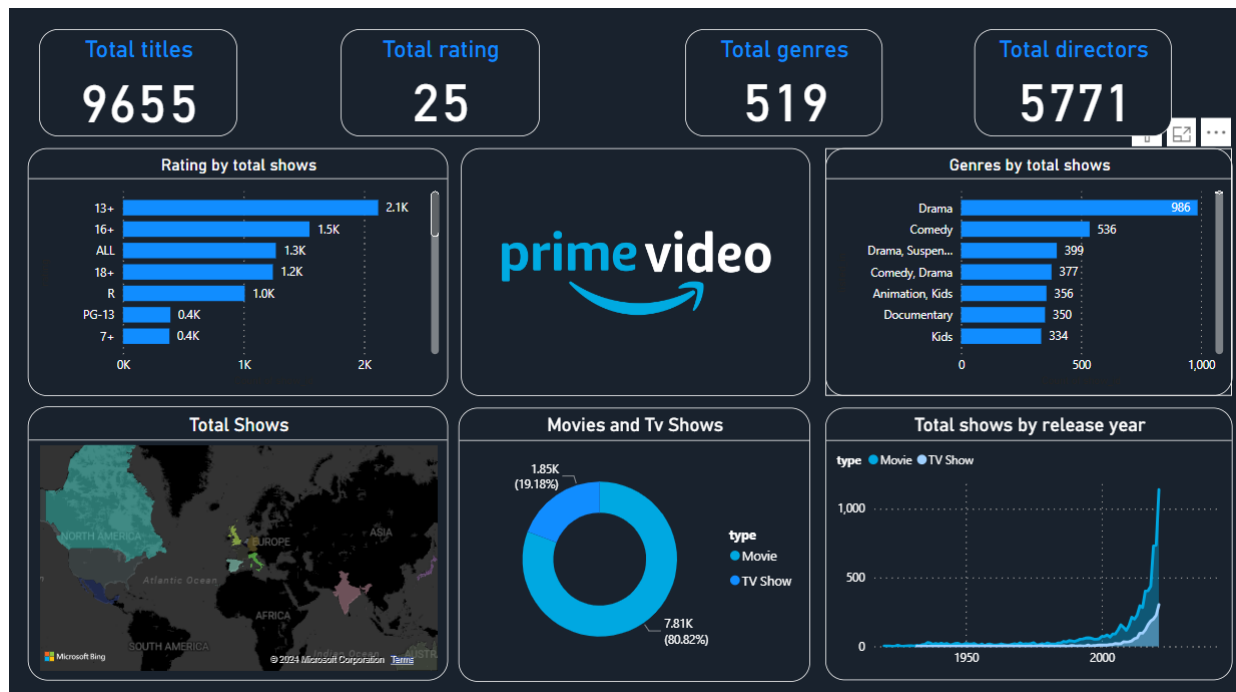 Total titles
9655
Total rating
25
Total genres
519
Total directors
5771
Rating by total shows
13+ 2.1K
16+ 1.5K
ALL 1.3K
18+ 1.2K
R 1.0K
PG-13 0.4K
7+ 0.4K
0K 1K 2K
prime video
Genres by total shows
Drama 986
Comedy 536
Drama, Suspen... 399
Comedy, Drama 377
Animation, Kids 356
Documentary 350
Kids 334
0 500 1,000
Total Shows
NORTH AMERICA
EUROPE
ASIA
Atlantic Ocean
AFRICA
SOUTH AMERICA
Indian Ocean
AUSTR
Microsoft Bing
© 2024 Microsoft Corporation Terms
Movies and Tv Shows
1.85K
(19.18%)
type
Movie
TV Show
7.81K
(80.82%)
Total shows by release year
type Movie TV Show
1,000
500
0
1950 2000